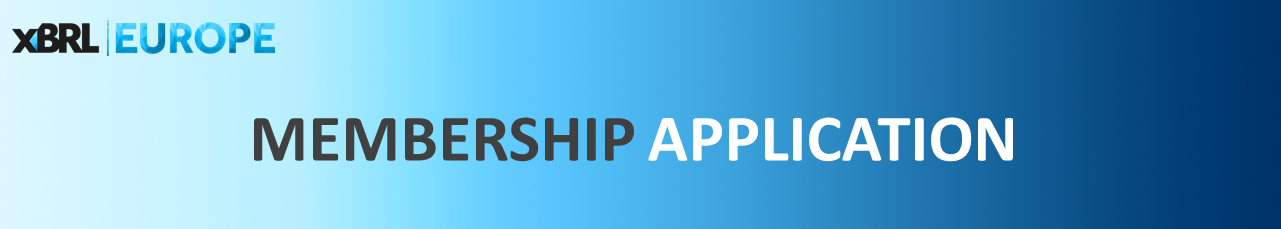 xBRL EUROPE
MEMBERSHIP APPLICATION